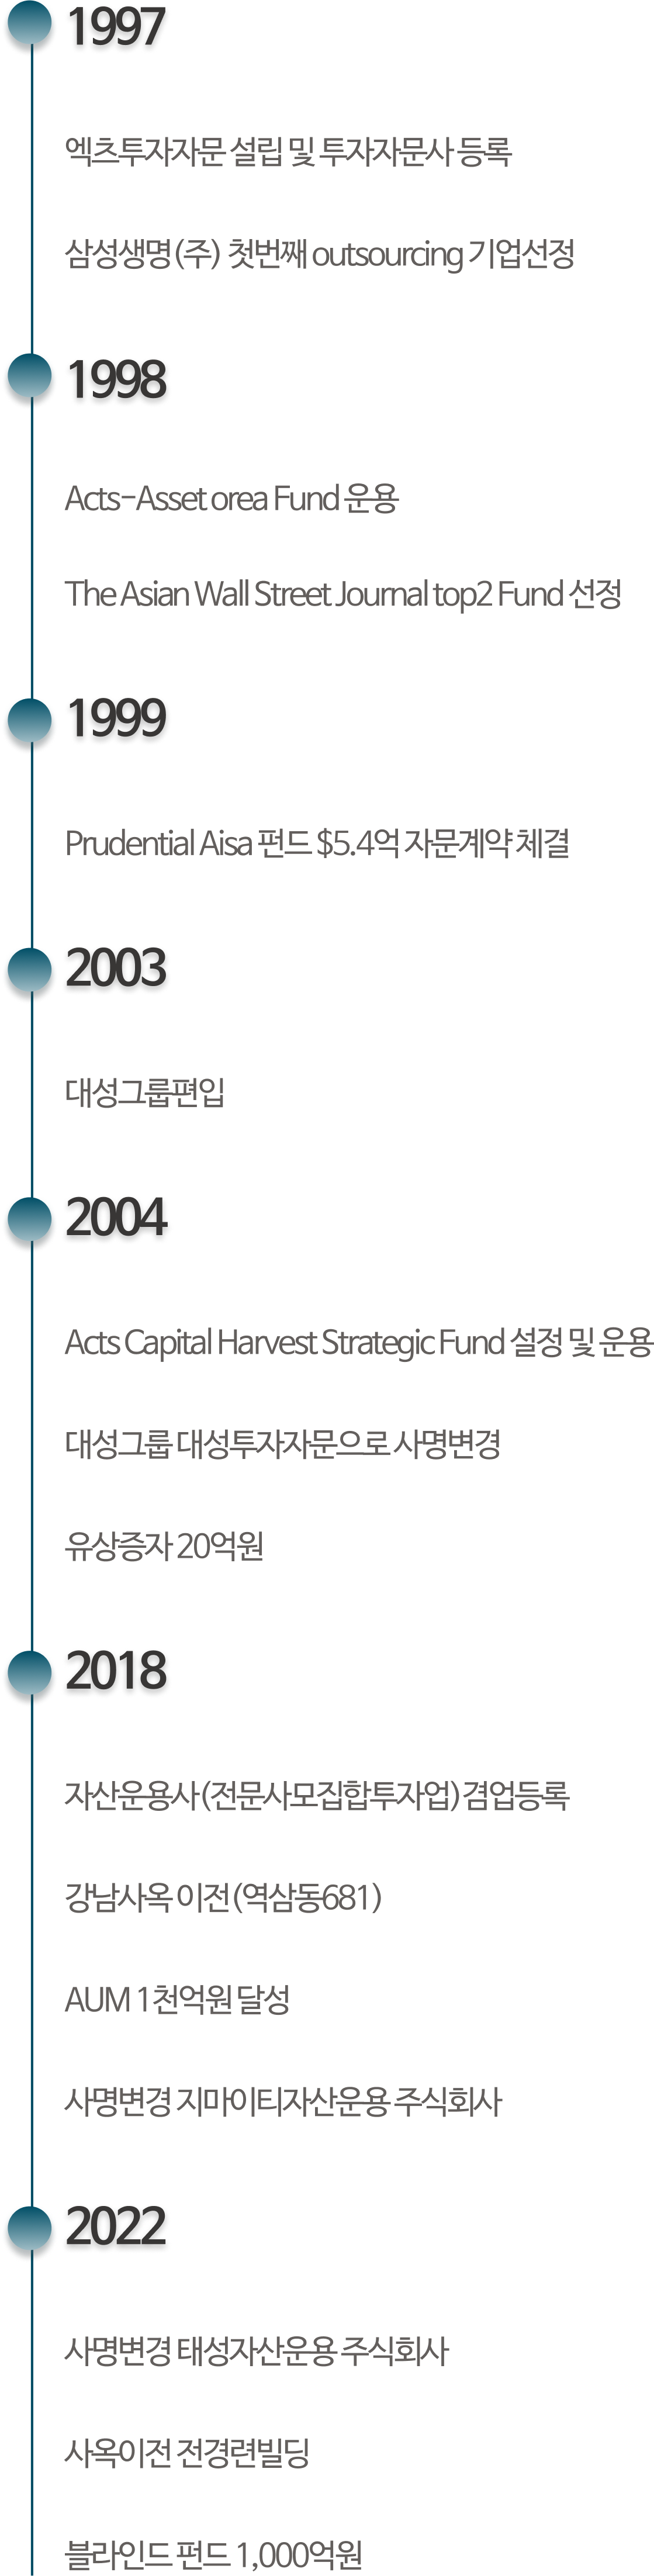 1997
엑츠투자자문 설립 및 투자자문사 등록
삼성생명(주) 첫번째 outsourcing 기업선정
1998
Acts-Asset orea Fund 운용
The Asian Wall Street Journal top2 Fund 선정
1999
Prudential Aisa 펀드 $5.4억 자문계약 체결
2003
대성그룹편입
2004
Acts Capital Harvest Strategic Fund 설정 및 운용
대성그룹 대성투자자문으로 사명변경
유상증자 20억원
2018
자산운용사(전문사모집합투자업)겸업등록
강남사옥 이전(역삼동681)
AUM 1천억원 달성
사명변경 지마이티자산운용 주식회사
2022
사명변경 태성자산운용 주식회사
사옥이전 전경련빌딩
블라인드 펀드 1,000억원